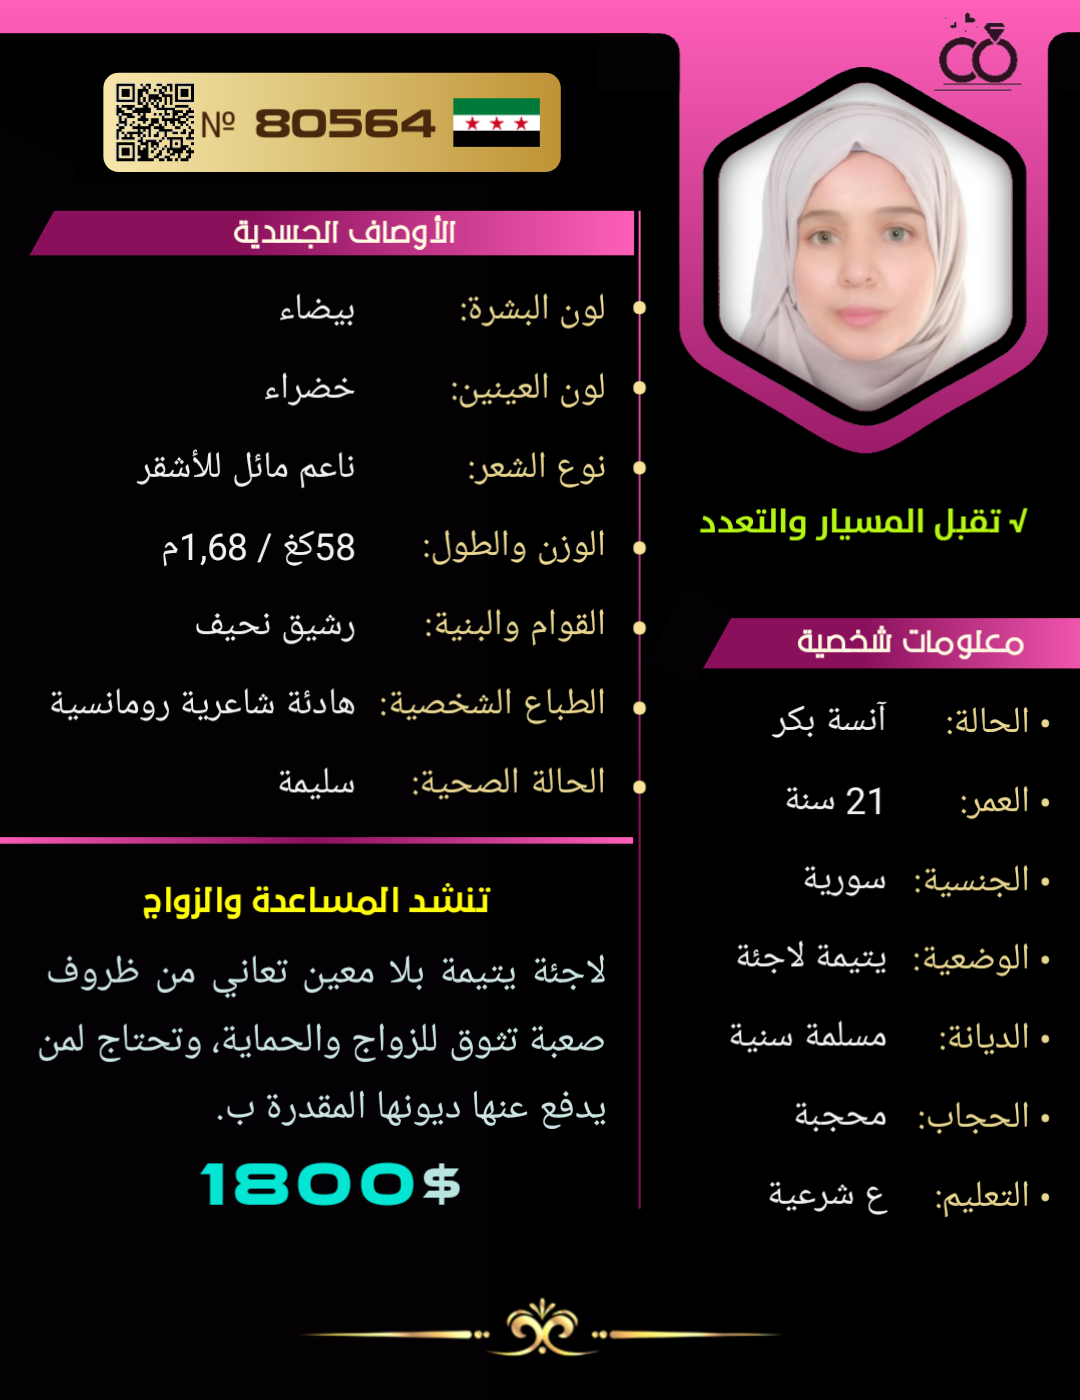 № 80564
الأوصاف الجسدية
لون البشرة: بيضاء
لون العينين: خضراء
نوع الشعر: ناعم مائل للأشقر
الوزن والطول: 58كغ / 1,68م
القوام والبنية: رشيق نحيف
الطباع الشخصية: هادئة شاعرية رومانسية
الحالة الصحية: سليمة
√ تقبل المسيار والتعدد
معلومات شخصية
• الحالة: آنسة بكر
• العمر: 21 سنة
• الجنسية: سورية
• الوضعية: يتيمة لاجئة
• الديانة: مسلمة سنية
• الحجاب: محجبة
• التعليم: ع شرعية
تنشد المساعدة والزواج
لاجئة يتيمة بلا معين تعاني من ظروف
صعبة تثوق للزواج والحماية، وتحتاج لمن
يدفع عنها ديونها المقدرة ب.
1800$